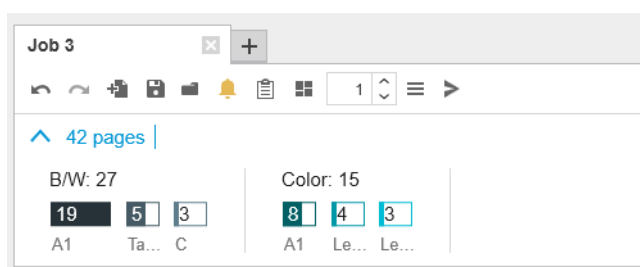 Job 3
1
42 pages
B/W: 27
Color: 15
19 5 3
8 4 3
A1 Ta... C
A1 Le... Le...